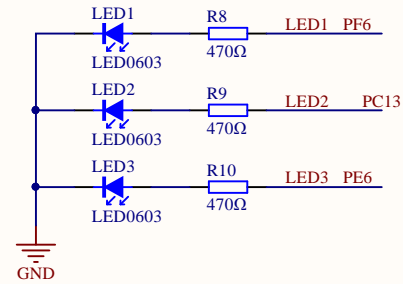 LED1 R8
LED1 PF6
LED0603 470Ω
LED2 R9
LED2 PC13
LED0603 470Ω
LED3 R10
LED3 PE6
LED0603 470Ω
GND